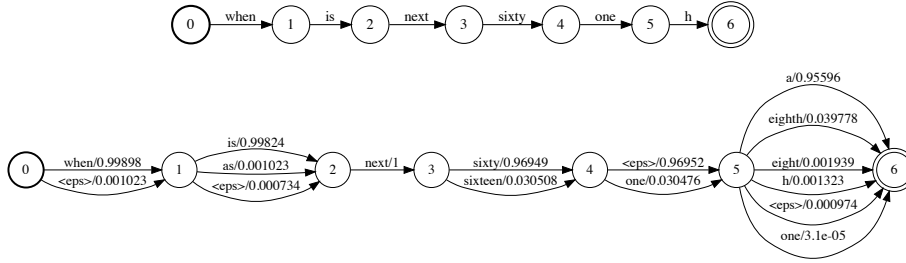 0 when 1 is 2 next 3 sixty 4 one 5 h 6
a/0.95596
eighth/0.039778
is/0.99824
when/0.99898 as/0.001023 next/1 sixty/0.96949 <eps>/0.96952 eight/0.001939
0 1 2 3 4 5 6
<eps>/0.001023 <eps>/0.000734 sixteen/0.030508 one/0.030476 h/0.001323
<eps>/0.000974
one/3.1e-05